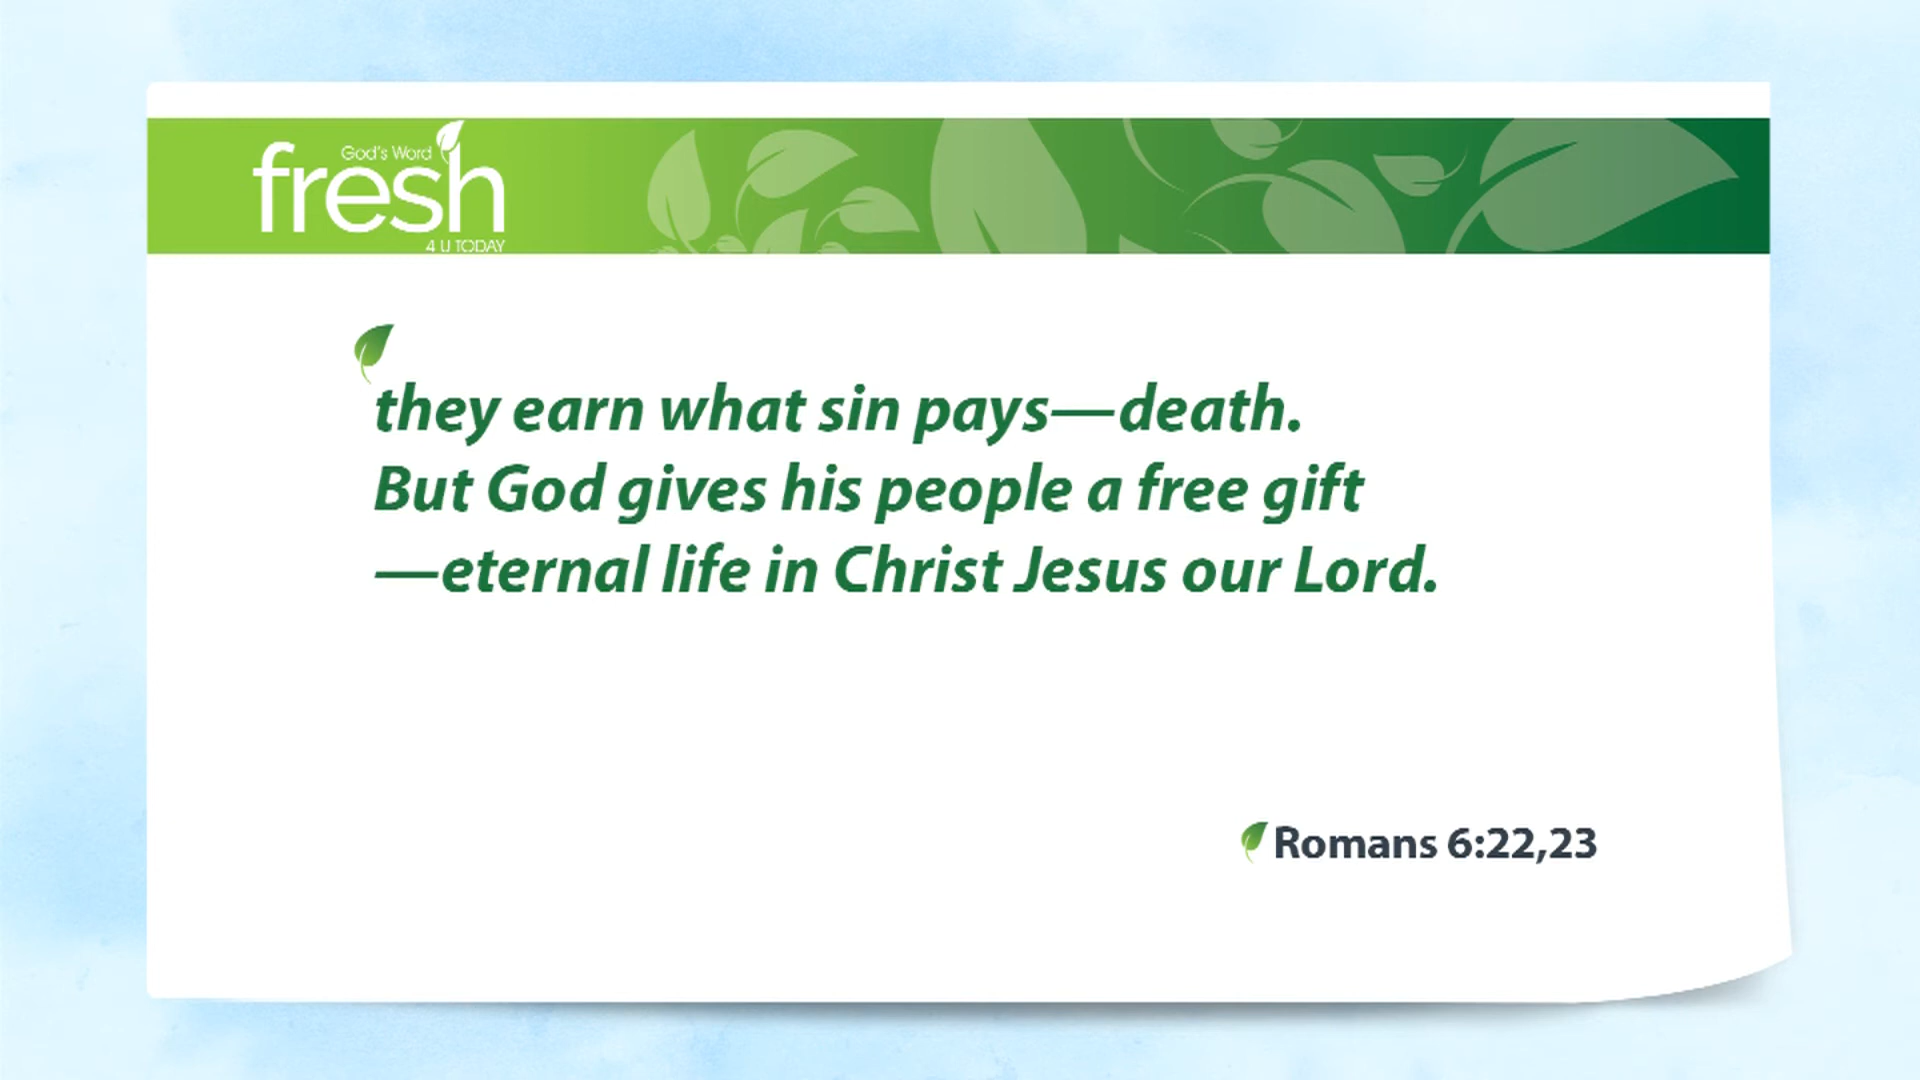 God's Word
fresh
4 U TODAY
they earn what sin pays—death.
But God gives his people a free gift
—eternal life in Christ Jesus our Lord.
Romans 6:22,23